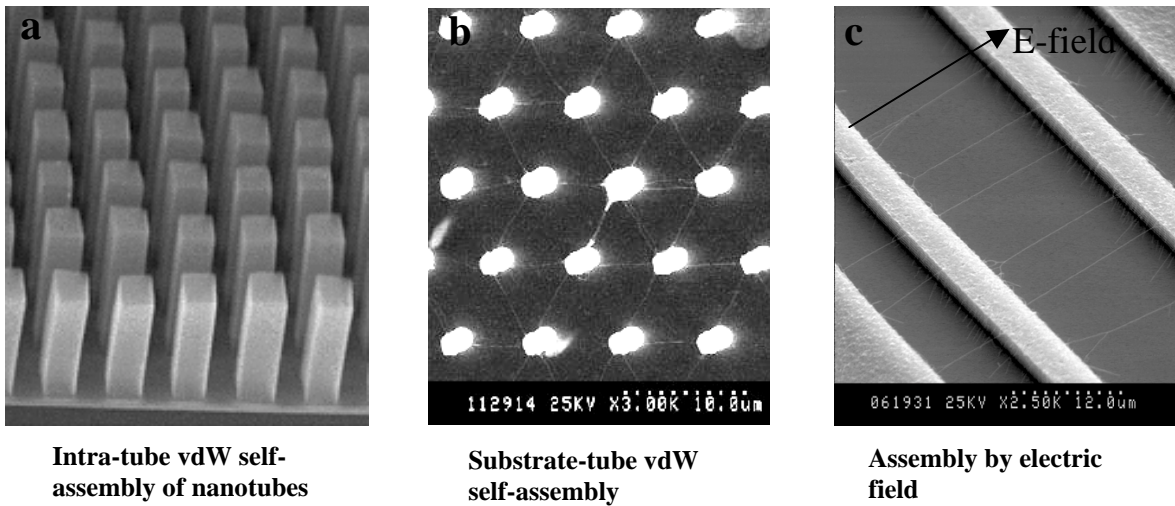 a
b
c
E-field
112914 25KV X3.00K 10.0um
061931 25KV X2.50K 12.0um
Intra-tube vdW self-
assembly of nanotubes
Substrate-tube vdW
self-assembly
Assembly by electric
field